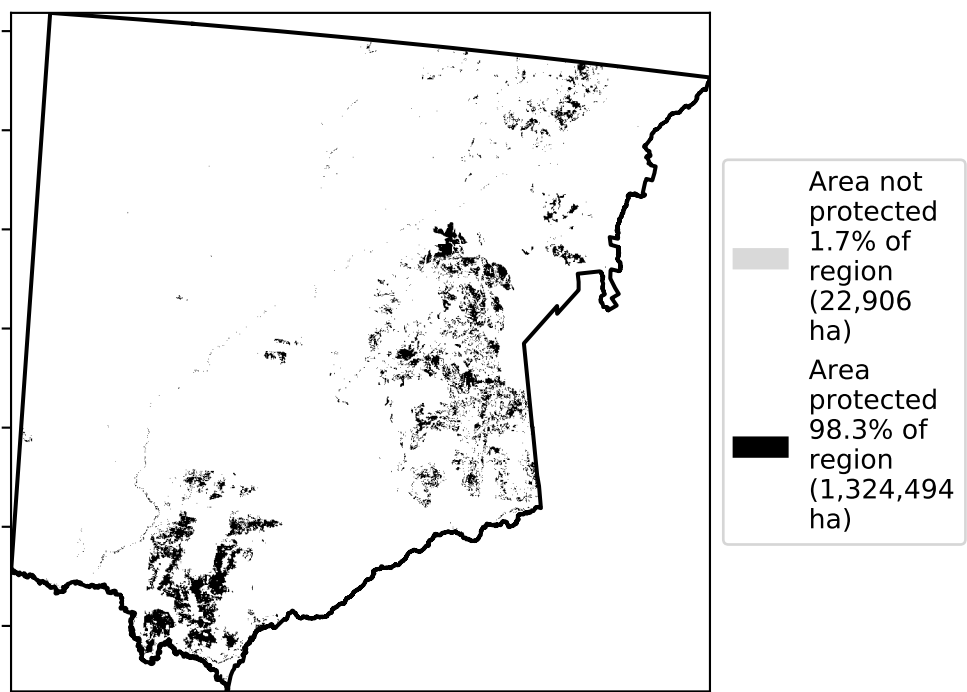 Area not
protected
1.7% of
region
(22,906
ha)
Area
protected
98.3% of
region
(1,324,494
ha)